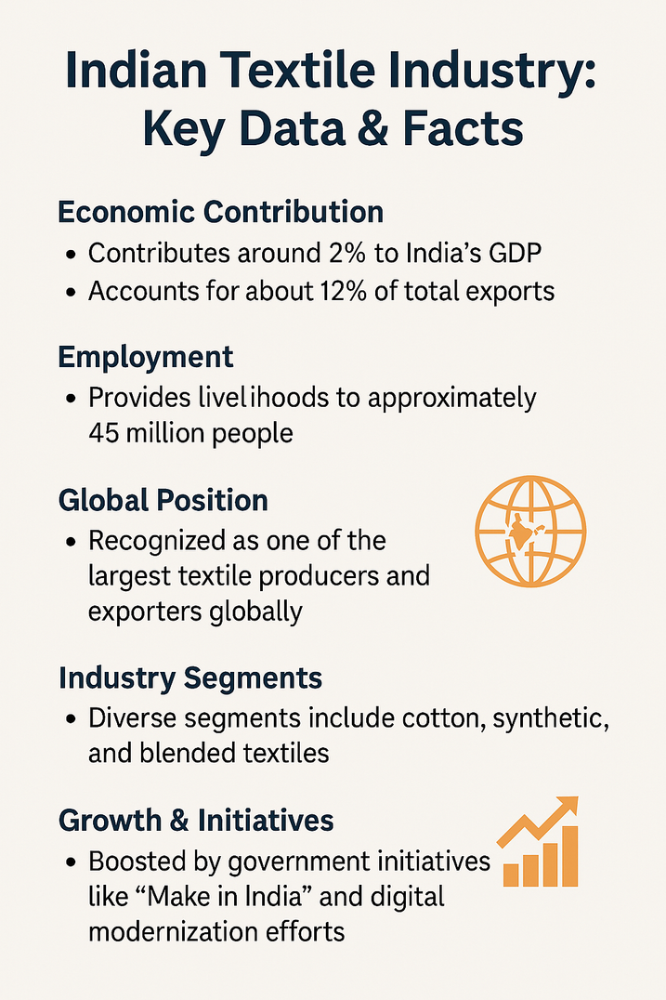 Indian Textile Industry:
Key Data & Facts
Economic Contribution
• Contributes around 2% to India’s GDP
• Accounts for about 12% of total exports
Employment
• Provides livelihoods to approximately
45 million people
Global Position
• Recognized as one of the
largest textile producers and
exporters globally
Industry Segments
• Diverse segments include cotton, synthetic,
and blended textiles
Growth & Initiatives
• Boosted by government initiatives
like “Make in India” and digital
modernization efforts